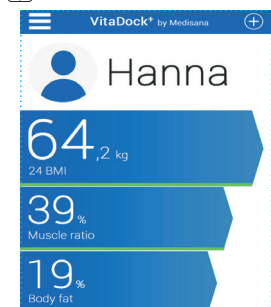 VitaDock+ by Medisana
Hanna
64,2 kg
24 BMI
39%
Muscle ratio
19%
Body fat